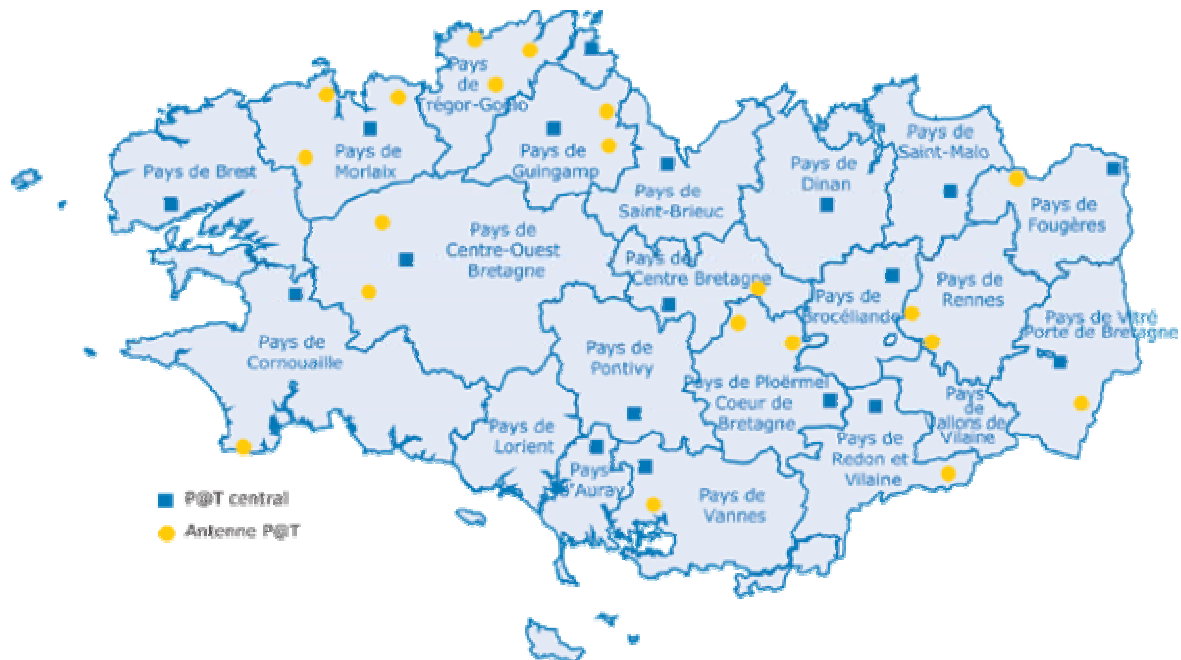 Pays
de
Trégor-Goëlo
Pays de
Morlaix
Pays de
Guingamp
Pays de Brest
Pays de
Saint-Malo
Pays de
Dinan
Pays de
Saint-Brieuc
Pays de
Fougères
Pays de
Centre-Ouest
Bretagne
Pays de
Centre Bretagne
Pays de
Brocéliande
Pays de
Rennes
Pays de Vitré
Porte de Bretagne
Pays de
Cornouaille
Pays de
Pontivy
Pays de Ploërmel
Coeur de
Bretagne
Pays
de
Vallons de
Vilaine
Pays de
Lorient
Pays de
Redon et
Vilaine
Pays
d'Auray
Pays de
Vannes
P@T central
Antenne P@T